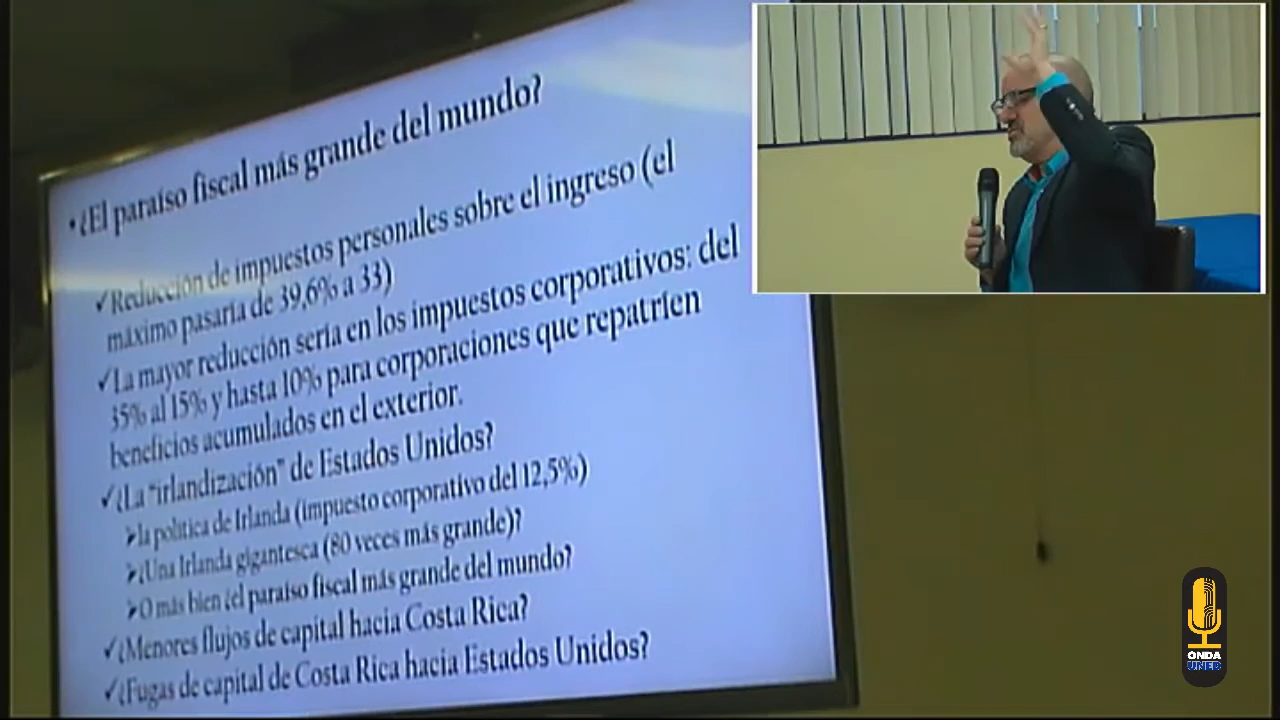 • ¿El paraíso fiscal más grande del mundo?
✓Reducción de impuestos personales sobre el ingreso (el
máximo pasaría de 39,6% a 33)
✓La mayor reducción sería en los impuestos corporativos: del
35% al 15% y hasta 10% para corporaciones que repatríen
beneficios acumulados en el exterior.
✓¿La “irlandización” de Estados Unidos?
➢la política de Irlanda (impuesto corporativo del 12,5%)
➢¿Una Irlanda gigantesca (80 veces más grande)?
➢O más bien ¿el paraíso fiscal más grande del mundo?
✓¿Menores flujos de capital hacia Costa Rica?
✓¿Fugas de capital de Costa Rica hacia Estados Unidos?
ONDA
UNED